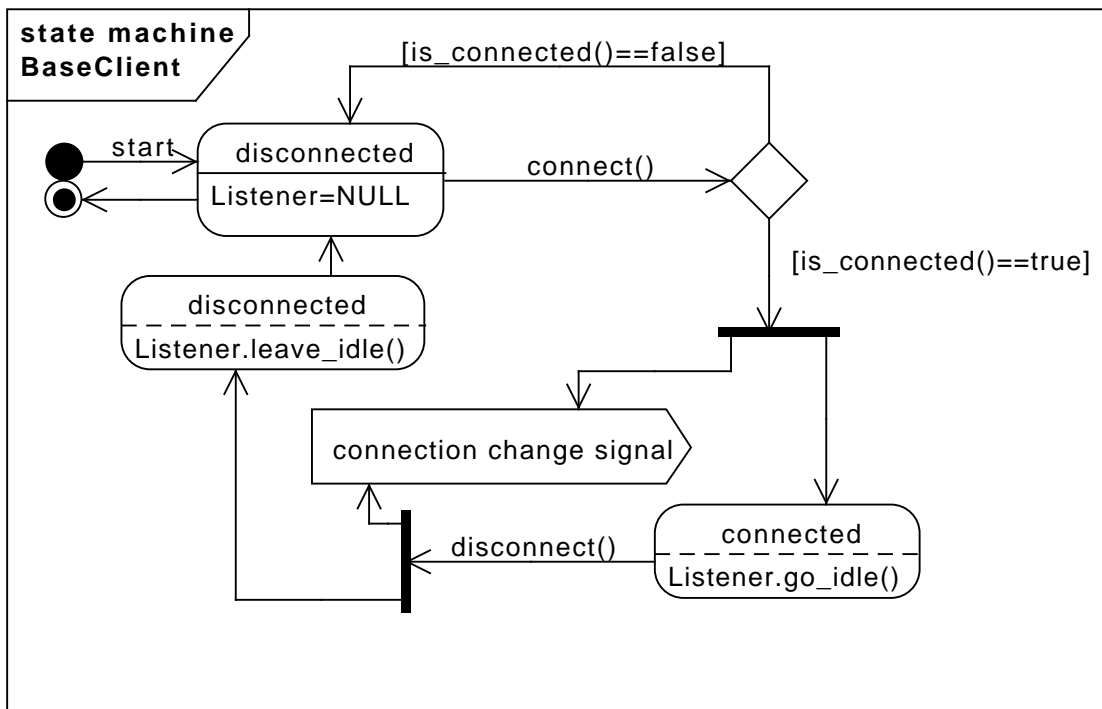 state machine
BaseClient
[is_connected()==false]
start
disconnected
Listener=NULL
connect()
[is_connected()==true]
disconnected
Listener.leave_idle()
connection change signal
disconnect()
connected
Listener.go_idle()